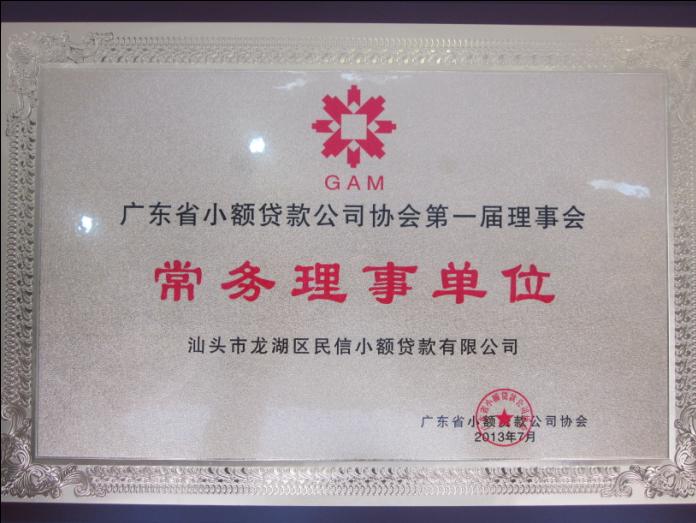 GAM
广东省小额贷款公司协会第一届理事会
常务理事单位
汕头市龙湖区民信小额贷款有限公司
广东省小额贷款公司协会
2013年7月